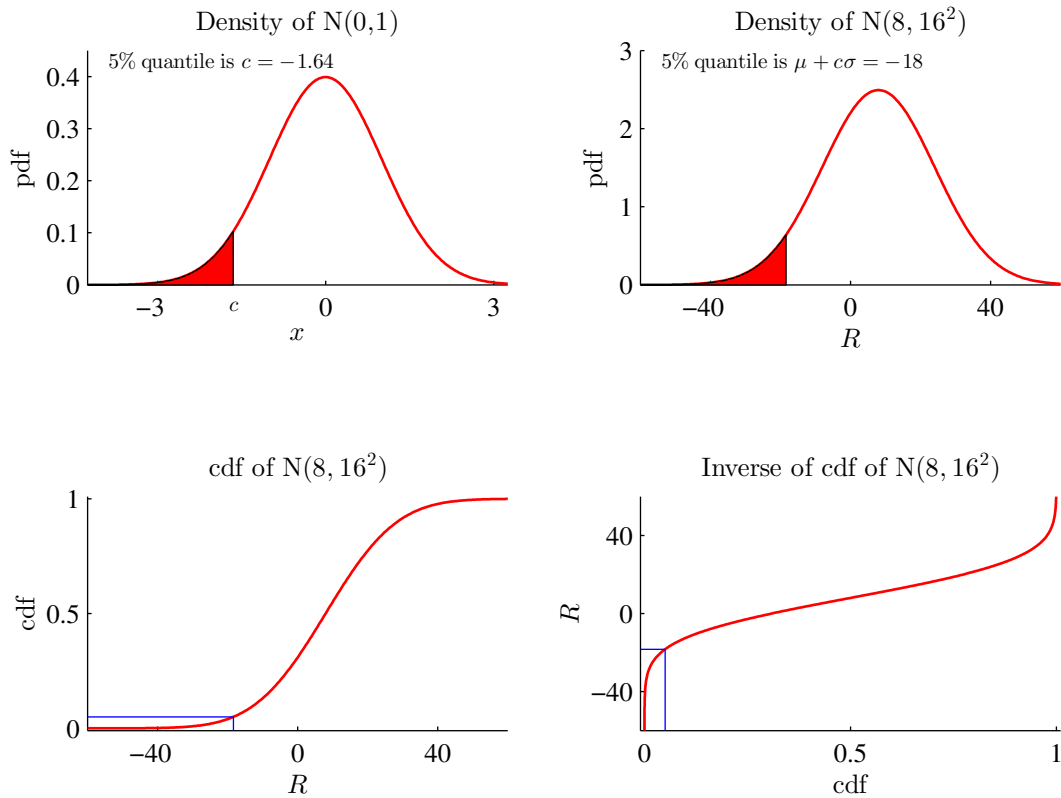 Density of N(0,1)
5% quantile is c = −1.64
pdf
0.4
0.3
0.2
0.1
0
−3
c
0
3
x
Density of N(8, 16²)
5% quantile is μ + cσ = −18
pdf
3
2
1
0
−40
0
40
R
cdf of N(8, 16²)
cdf
1
0.5
0
−40
0
40
R
Inverse of cdf of N(8, 16²)
R
40
0
−40
0
0.5
1
cdf